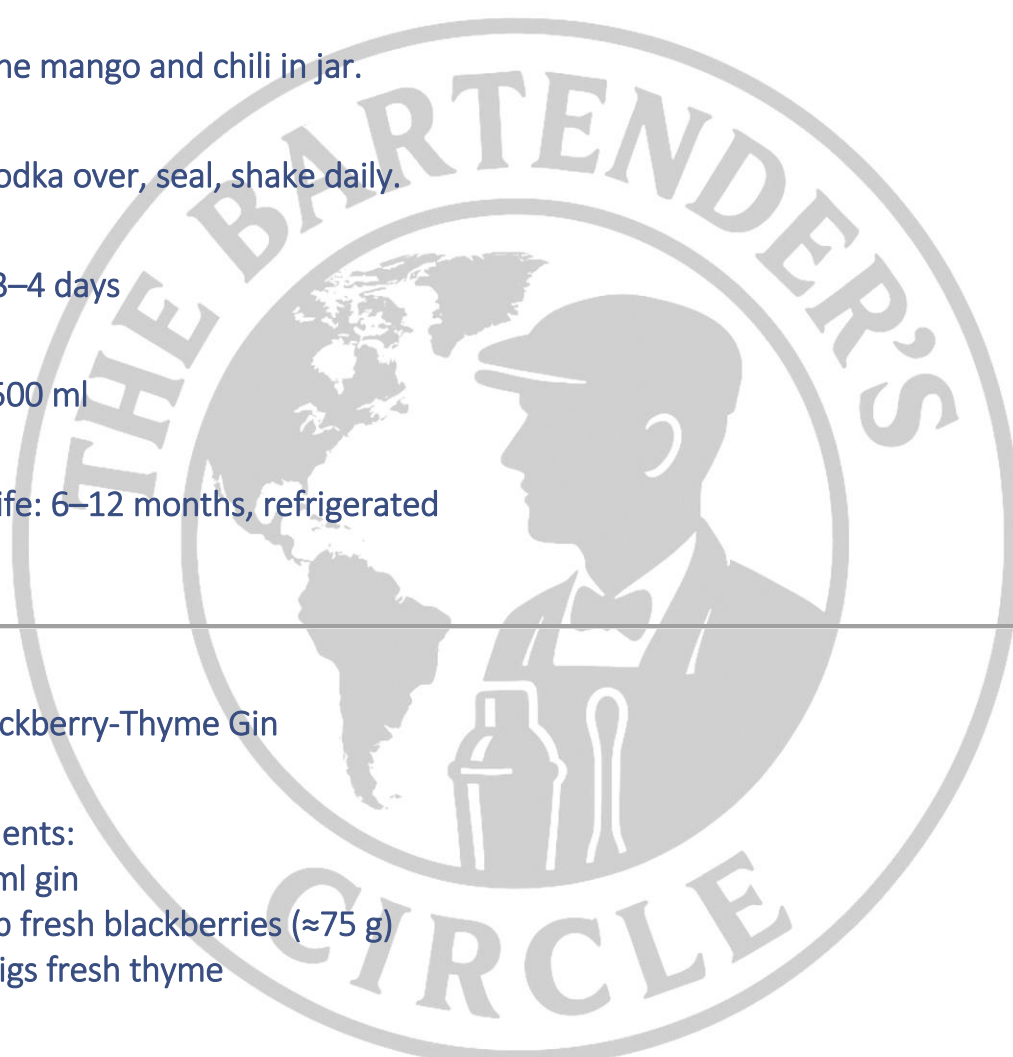 ne mango and chili in jar.
odka over, seal, shake daily.
3–4 days
500 ml
ife: 6–12 months, refrigerated
ckberry-Thyme Gin
ents:
ml gin
p fresh blackberries (≈75 g)
igs fresh thyme
THE BARTENDER'S
CIRCLE